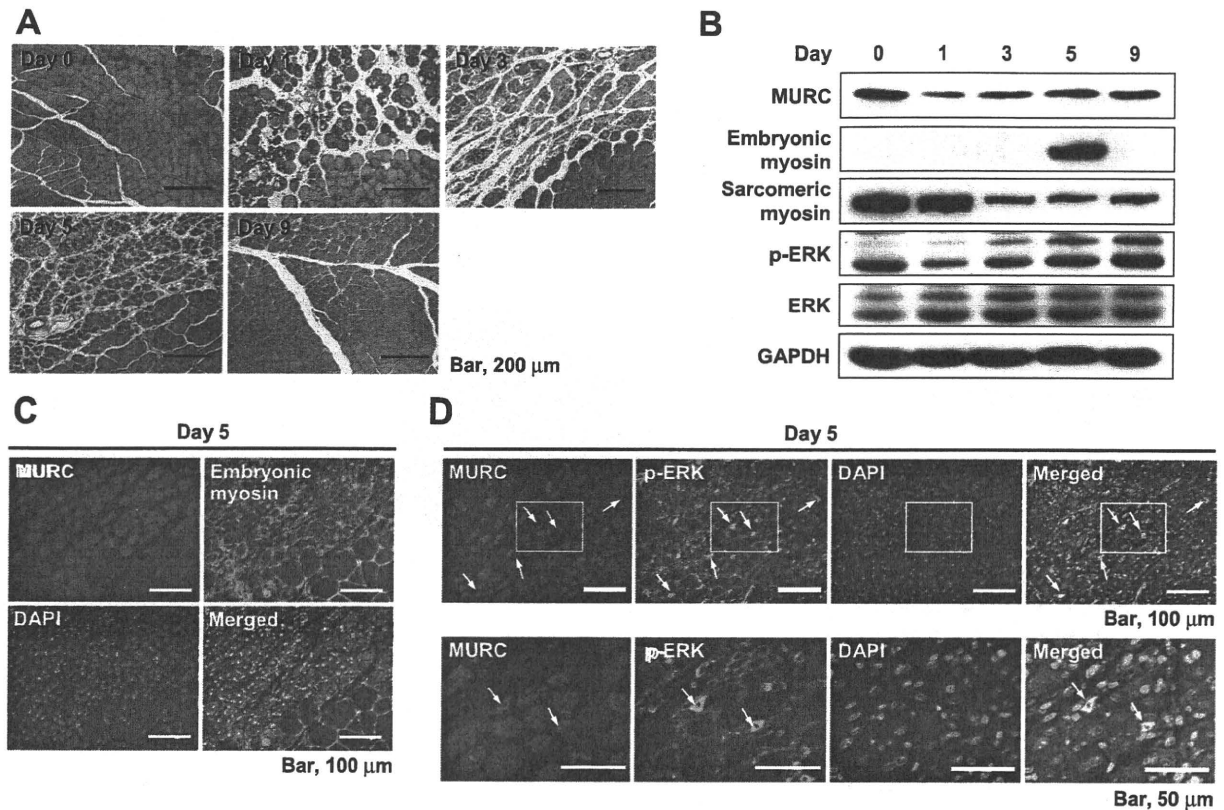 A
Day 0
Day 1
Day 3
Day 5
Day 9
Bar, 200 μm
B
Day 0 1 3 5 9
MURC
Embryonic
myosin
Sarcomeric
myosin
p-ERK
ERK
GAPDH
C
Day 5
MURC
Embryonic
myosin
DAPI
Merged
Bar, 100 μm
D
Day 5
MURC
p-ERK
DAPI
Merged
Bar, 100 μm
MURC
p-ERK
DAPI
Merged
Bar, 50 μm